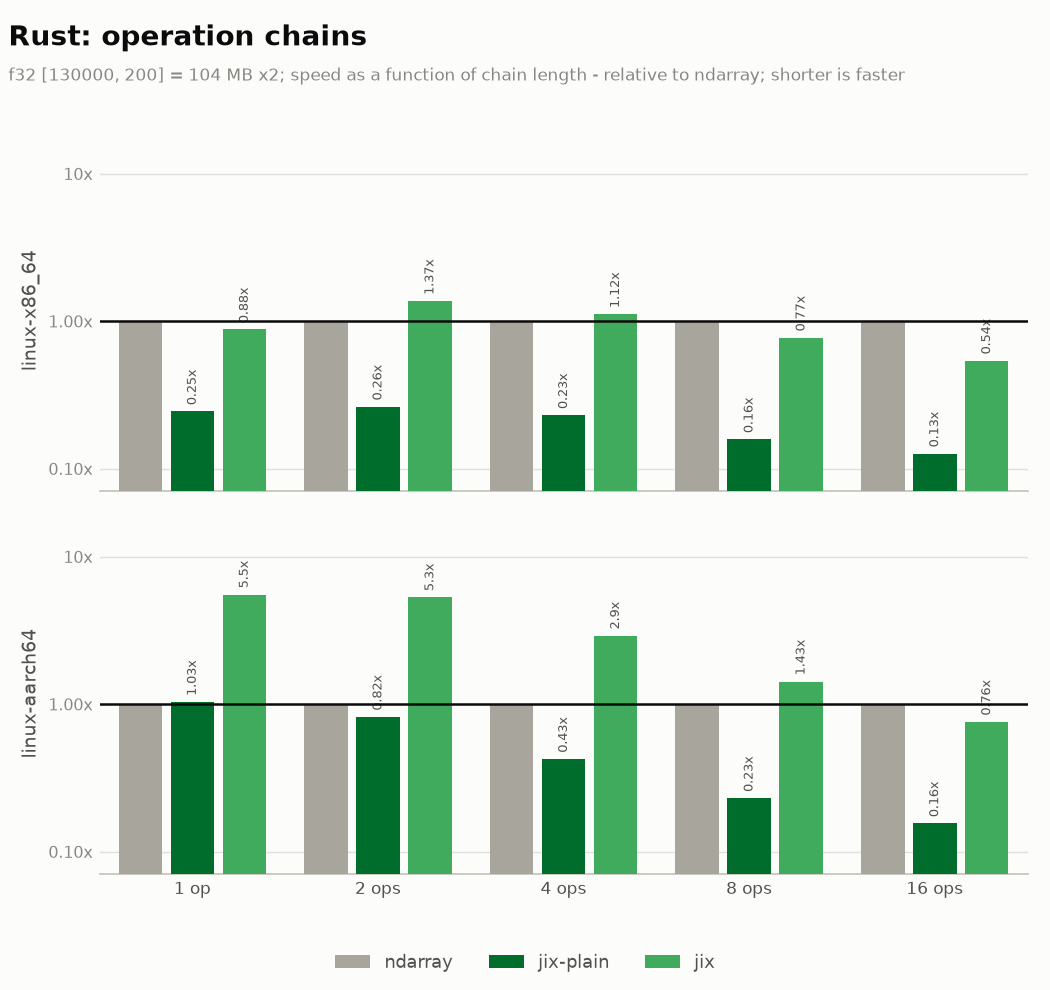 Rust: operation chains
f32 [130000, 200] = 104 MB x2; speed as a function of chain length - relative to ndarray; shorter is faster
linux-x86_64
10x
1.00x
0.10x
0.25x
0.88x
0.26x
1.37x
0.23x
1.12x
0.16x
0.77x
0.13x
0.54x
linux-aarch64
10x
1.00x
0.10x
1.03x
5.5x
0.82x
5.3x
0.43x
2.9x
0.23x
1.43x
0.16x
0.76x
1 op 2 ops 4 ops 8 ops 16 ops
ndarray jix-plain jix